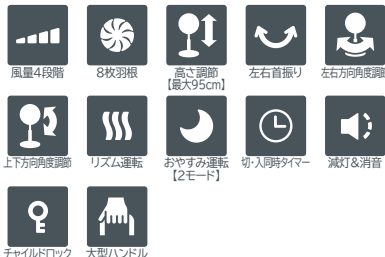 風量4段階
8枚羽根
高さ調節
【最大95cm】
左右首振り
左右方向角度調節
上下方向角度調節
リズム運転
おやすみ運転
【2モード】
切・入同時タイマー
減灯&消音
チャイルドロック
大型ハンドル